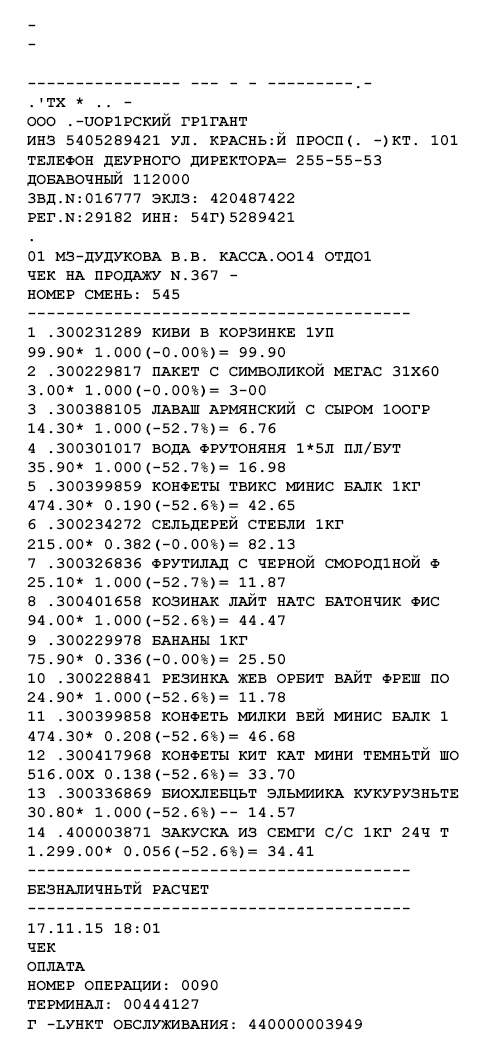 -
-
---------------- --- - - ---------.-
.'ТХ * .. -
ООО .-UОР1РСКИЙ ГР1ГАНТ
ИНЗ 5405289421 УЛ. КРАСНЬ:Й ПРОСП(. -)КТ. 101
ТЕЛЕФОН ДЕУРНОГО ДИРЕКТОРА= 255-55-53
ДОБАВОЧНЫЙ 112000
ЗВД.N:016777 ЭКЛЗ: 420487422
РЕГ.N:29182 ИНН: 54Г)5289421
.
01 МЗ-ДУДУКОВА В.В. КАССА.ОО14 ОТДО1
ЧЕК НА ПРОДАЖУ N.367 -
НОМЕР СМЕНЬ: 545
----------------------------------------
1 .300231289 КИВИ В КОРЗИНКЕ 1УП
99.90* 1.000(-0.00%)= 99.90
2 .300229817 ПАКЕТ С СИМВОЛИКОЙ МЕГАС 31Х60
3.00* 1.000(-0.00%)= 3-00
3 .300388105 ЛАВАШ АРМЯНСКИЙ С СЫРОМ 1ООГР
14.30* 1.000(-52.7%)= 6.76
4 .300301017 ВОДА ФРУТОНЯНЯ 1*5Л ПЛ/БУТ
35.90* 1.000(-52.7%)= 16.98
5 .300399859 КОНФЕТЫ ТВИКС МИНИС БАЛК 1КГ
474.30* 0.190(-52.6%)= 42.65
6 .300234272 СЕЛЬДЕРЕЙ СТЕБЛИ 1КГ
215.00* 0.382(-0.00%)= 82.13
7 .300326836 ФРУТИЛАД С ЧЕРНОЙ СМОРОД1НОЙ Ф
25.10* 1.000(-52.7%)= 11.87
8 .300401658 КОЗИНАК ЛАЙТ НАТС БАТОНЧИК ФИС
94.00* 1.000(-52.6%)= 44.47
9 .300229978 БАНАНЫ 1КГ
75.90* 0.336(-0.00%)= 25.50
10 .300228841 РЕЗИНКА ЖЕВ ОРБИТ ВАЙТ ФРЕШ ПО
24.90* 1.000(-52.6%)= 11.78
11 .300399858 КОНФЕТЬ МИЛКИ ВЕЙ МИНИС БАЛК 1
474.30* 0.208(-52.6%)= 46.68
12 .300417968 КОНФЕТЫ КИТ КАТ МИНИ ТЕМНЬТЙ ШО
516.00Х 0.138(-52.6%)= 33.70
13 .300336869 БИОХЛЕБЦЬТ ЭЛЬМИИКА КУКУРУЗНЬТЕ
30.80* 1.000(-52.6%)-- 14.57
14 .400003871 ЗАКУСКА ИЗ СЕМГИ С/С 1КГ 24Ч Т
1.299.00* 0.056(-52.6%)= 34.41
----------------------------------------
БЕЗНАЛИЧНЬТЙ РАСЧЕТ
----------------------------------------
17.11.15 18:01
ЧЕК
ОПЛАТА
НОМЕР ОПЕРАЦИИ: 0090
ТЕРМИНАЛ: 00444127
Г -LУНКТ ОБСЛУЖИВАНИЯ: 440000003949